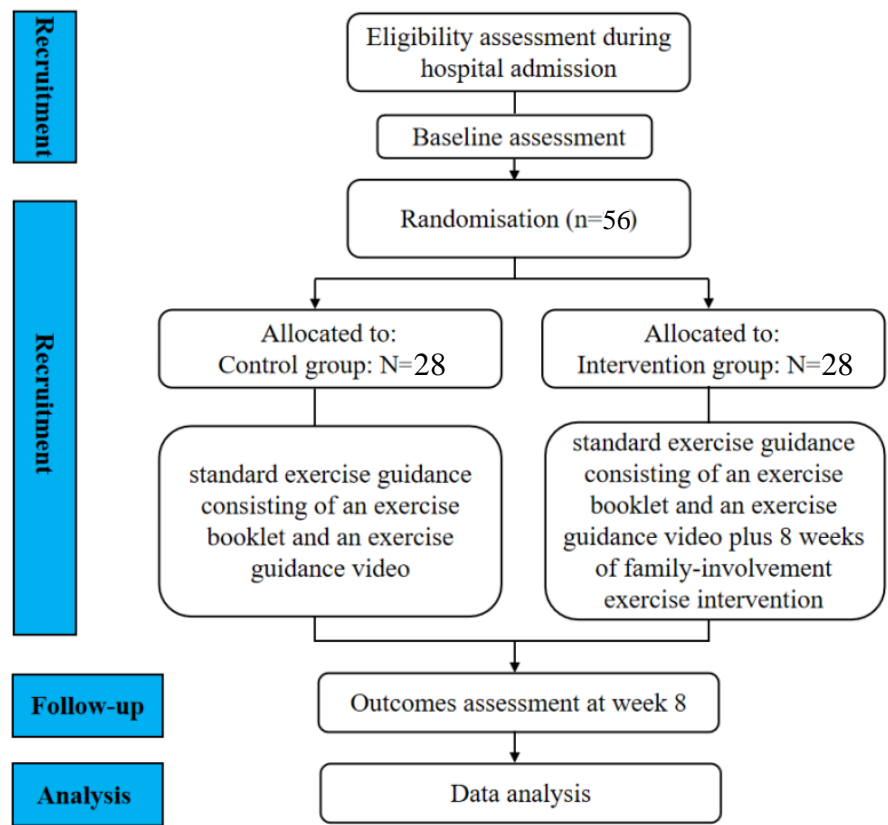 Recruitment
Eligibility assessment during
hospital admission
Baseline assessment
Recruitment
Randomisation (n=56)
Allocated to:
Control group: N=28
Allocated to:
Intervention group: N=28
standard exercise guidance
consisting of an exercise
booklet and an exercise
guidance video
standard exercise guidance
consisting of an exercise
booklet and an exercise
guidance video plus 8 weeks
of family-involvement
exercise intervention
Follow-up
Outcomes assessment at week 8
Analysis
Data analysis